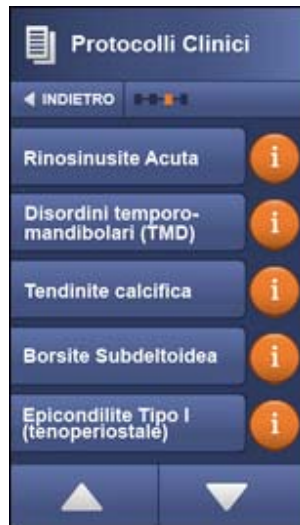 Protocolli Clinici
INDIETRO
Rinosinusite Acuta
i
Disordini temporo-
mandibolari (TMD)
i
Tendinite calcifica
i
Borsite Subdeltoidea
i
Epicondilite Tipo I
(tenoperiostale)
i